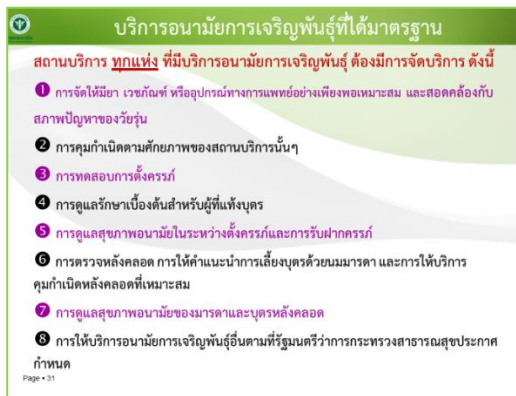 บริการอนามัยการเจริญพันธุ์ที่ได้มาตรฐาน
สถานบริการ ทุกแห่ง ที่มีบริการอนามัยการเจริญพันธุ์ ต้องมีการจัดบริการ ดังนี้
❶ การจัดให้มียา เวชภัณฑ์ หรืออุปกรณ์ทางการแพทย์อย่างเพียงพอเหมาะสม และสอดคล้องกับ
สภาพปัญหาของวัยรุ่น
❷ การคุมกำเนิดตามศักยภาพของสถานบริการนั้นๆ
❸ การทดสอบการตั้งครรภ์
❹ การดูแลรักษาเบื้องต้นสำหรับผู้ที่แท้งบุตร
❺ การดูแลสุขภาพอนามัยในระหว่างตั้งครรภ์และการรับฝากครรภ์
❻ การตรวจหลังคลอด การให้คำแนะนำการเลี้ยงบุตรด้วยนมมารดา และการให้บริการ
คุมกำเนิดหลังคลอดที่เหมาะสม
❼ การดูแลสุขภาพอนามัยของมารดาและบุตรหลังคลอด
❽ การให้บริการอนามัยการเจริญพันธุ์อื่นตามที่รัฐมนตรีว่าการกระทรวงสาธารณสุขประกาศ
กำหนด
Page ▪ 31